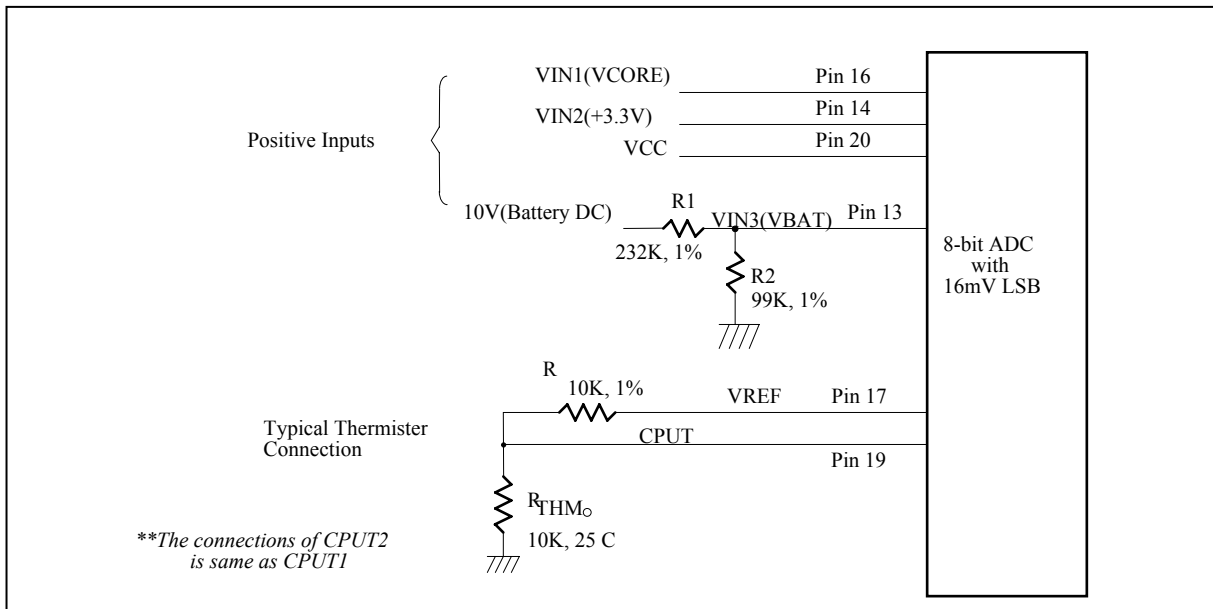 VIN1(VCORE)
Pin 16
VIN2(+3.3V)
Pin 14
Positive Inputs
VCC
Pin 20
10V(Battery DC)
R1
VIN3(VBAT)
Pin 13
232K, 1%
R2
99K, 1%
8-bit ADC
with
16mV LSB
R
10K, 1%
VREF
Pin 17
Typical Thermister
Connection
CPUT
Pin 19
RTHM
10K, 25 C
**The connections of CPUT2
is same as CPUT1